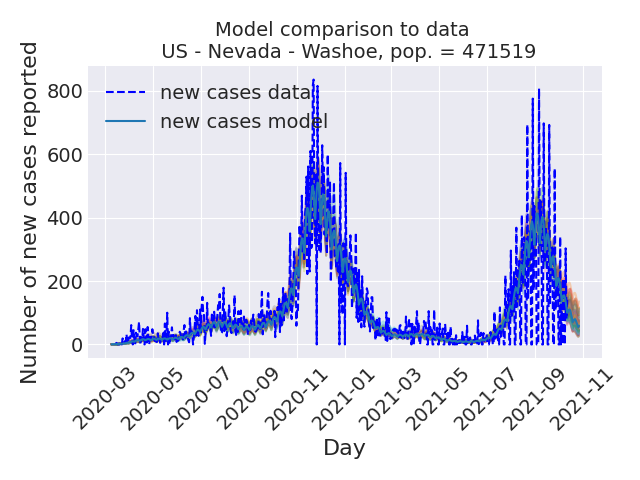 Model comparison to data
US - Nevada - Washoe, pop. = 471519
Number of new cases reported
800
600
400
200
0
new cases data
new cases model
2020-03
2020-05
2020-07
2020-09
2020-11
2021-01
2021-03
2021-05
2021-07
2021-09
2021-11
Day